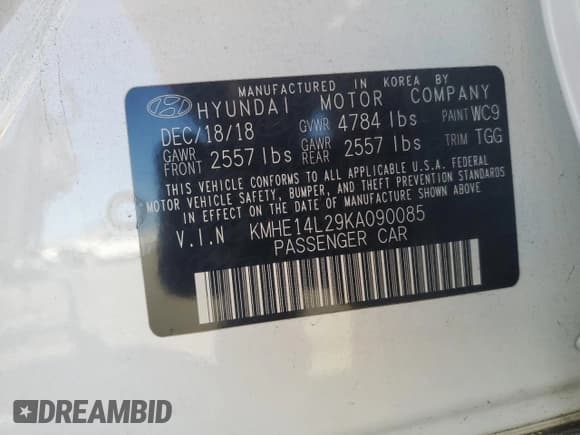 MANUFACTURED IN KOREA BY
HYUNDAI MOTOR COMPANY
DEC/18/18 GVWR 4784 lbs PAINT WC9
GAWR FRONT 2557 lbs GAWR REAR 2557 lbs TRIM TGG
THIS VEHICLE CONFORMS TO ALL APPLICABLE U.S.A. FEDERAL
MOTOR VEHICLE SAFETY, BUMPER, AND THEFT PREVENTION STANDARDS
IN EFFECT ON THE DATE OF MANUFACTURE SHOWN ABOVE
V.I.N KMHE14L29KA090085
PASSENGER CAR
DREAMBID
DREAMBID.COM